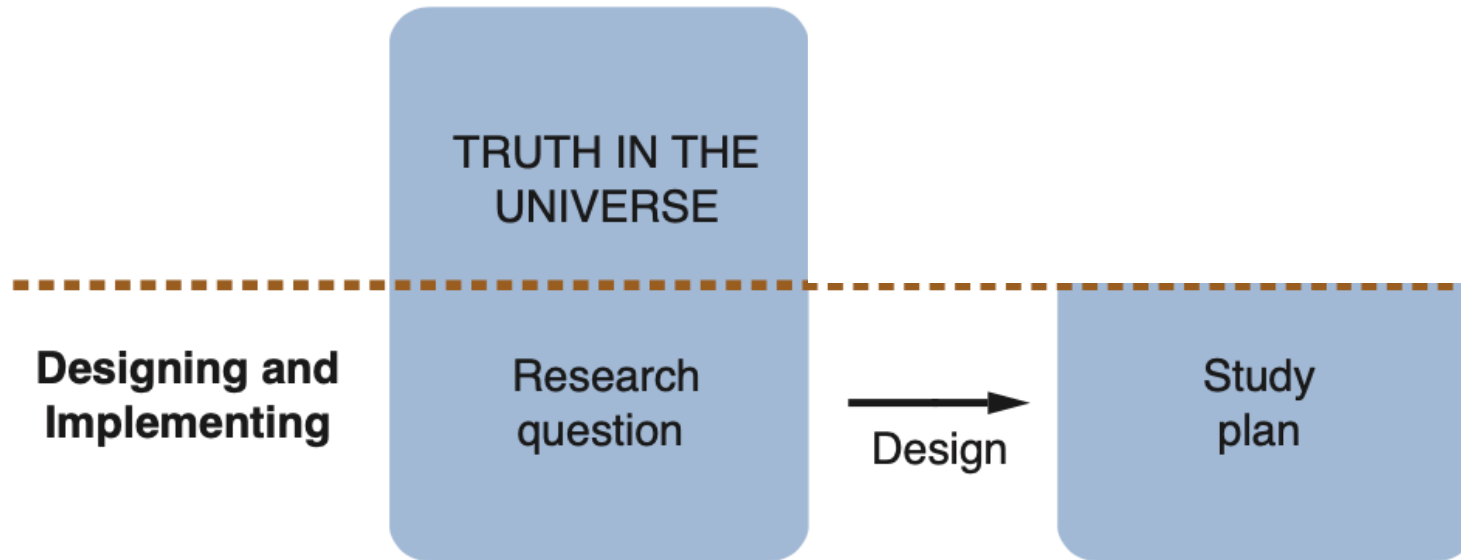 TRUTH IN THE
UNIVERSE
Designing and
Implementing
Research
question
Design
Study
plan